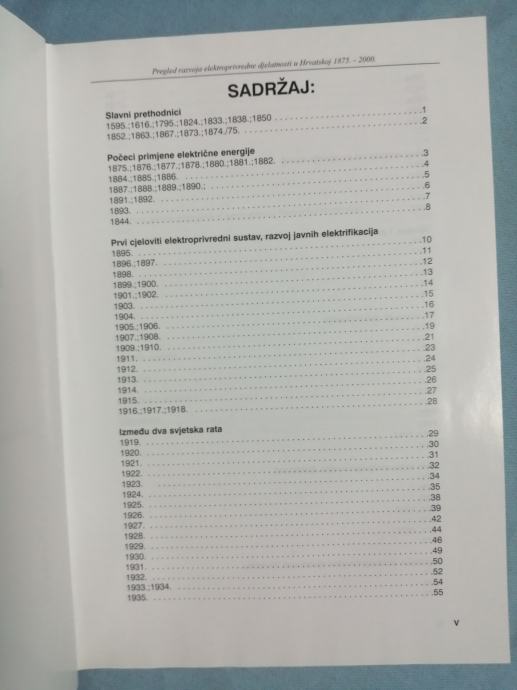 Pregled razvoja elektroprivredne djelatnosti u Hrvatskoj 1875. – 2000.
SADRŽAJ:
Slavni prethodnici
1595.;1616.;1795.;1824.;1833.;1838.;1850 . . . . . . . . . . . . . . . . . . . . . . . .1
1852.;1863.;1867.;1873.;1874./75. . . . . . . . . . . . . . . . . . . . . . . . . . . . .2
Počeci primjene električne energije
1875.;1876.;1877.;1878.;1880.;1881.;1882. . . . . . . . . . . . . . . . . . . . . . . .3
1884.;1885.;1886. . . . . . . . . . . . . . . . . . . . . . . . . . . . . . . . . . . .4
1887.;1888.;1889.;1890.; . . . . . . . . . . . . . . . . . . . . . . . . . . . . . . .5
1891.;1892. . . . . . . . . . . . . . . . . . . . . . . . . . . . . . . . . . . . . . .6
1893. . . . . . . . . . . . . . . . . . . . . . . . . . . . . . . . . . . . . . . . . .7
1844. . . . . . . . . . . . . . . . . . . . . . . . . . . . . . . . . . . . . . . . . .8
Prvi cjeloviti elektroprivredni sustav, razvoj javnih elektrifikacija
1895. . . . . . . . . . . . . . . . . . . . . . . . . . . . . . . . . . . . . . . . . .10
1896.;1897. . . . . . . . . . . . . . . . . . . . . . . . . . . . . . . . . . . . . . .11
1898. . . . . . . . . . . . . . . . . . . . . . . . . . . . . . . . . . . . . . . . . .12
1899.;1900. . . . . . . . . . . . . . . . . . . . . . . . . . . . . . . . . . . . . . .13
1901.;1902. . . . . . . . . . . . . . . . . . . . . . . . . . . . . . . . . . . . . . .14
1903. . . . . . . . . . . . . . . . . . . . . . . . . . . . . . . . . . . . . . . . . .15
1904. . . . . . . . . . . . . . . . . . . . . . . . . . . . . . . . . . . . . . . . . .16
1905.;1906. . . . . . . . . . . . . . . . . . . . . . . . . . . . . . . . . . . . . . .17
1907.;1908. . . . . . . . . . . . . . . . . . . . . . . . . . . . . . . . . . . . . . .19
1909.;1910. . . . . . . . . . . . . . . . . . . . . . . . . . . . . . . . . . . . . . .21
1911. . . . . . . . . . . . . . . . . . . . . . . . . . . . . . . . . . . . . . . . . .23
1912. . . . . . . . . . . . . . . . . . . . . . . . . . . . . . . . . . . . . . . . . .24
1913. . . . . . . . . . . . . . . . . . . . . . . . . . . . . . . . . . . . . . . . . .25
1914. . . . . . . . . . . . . . . . . . . . . . . . . . . . . . . . . . . . . . . . . .26
1915. . . . . . . . . . . . . . . . . . . . . . . . . . . . . . . . . . . . . . . . . .27
1916.;1917.;1918. . . . . . . . . . . . . . . . . . . . . . . . . . . . . . . . . . . .28
Između dva svjetska rata
1919. . . . . . . . . . . . . . . . . . . . . . . . . . . . . . . . . . . . . . . . . .29
1920. . . . . . . . . . . . . . . . . . . . . . . . . . . . . . . . . . . . . . . . . .30
1921. . . . . . . . . . . . . . . . . . . . . . . . . . . . . . . . . . . . . . . . . .31
1922. . . . . . . . . . . . . . . . . . . . . . . . . . . . . . . . . . . . . . . . . .32
1923. . . . . . . . . . . . . . . . . . . . . . . . . . . . . . . . . . . . . . . . . .34
1924. . . . . . . . . . . . . . . . . . . . . . . . . . . . . . . . . . . . . . . . . .35
1925. . . . . . . . . . . . . . . . . . . . . . . . . . . . . . . . . . . . . . . . . .38
1926. . . . . . . . . . . . . . . . . . . . . . . . . . . . . . . . . . . . . . . . . .39
1927. . . . . . . . . . . . . . . . . . . . . . . . . . . . . . . . . . . . . . . . . .42
1928. . . . . . . . . . . . . . . . . . . . . . . . . . . . . . . . . . . . . . . . . .44
1929. . . . . . . . . . . . . . . . . . . . . . . . . . . . . . . . . . . . . . . . . .46
1930. . . . . . . . . . . . . . . . . . . . . . . . . . . . . . . . . . . . . . . . . .49
1931. . . . . . . . . . . . . . . . . . . . . . . . . . . . . . . . . . . . . . . . . .50
1932. . . . . . . . . . . . . . . . . . . . . . . . . . . . . . . . . . . . . . . . . .52
1933.;1934. . . . . . . . . . . . . . . . . . . . . . . . . . . . . . . . . . . . . . .54
1935. . . . . . . . . . . . . . . . . . . . . . . . . . . . . . . . . . . . . . . . . .55
V